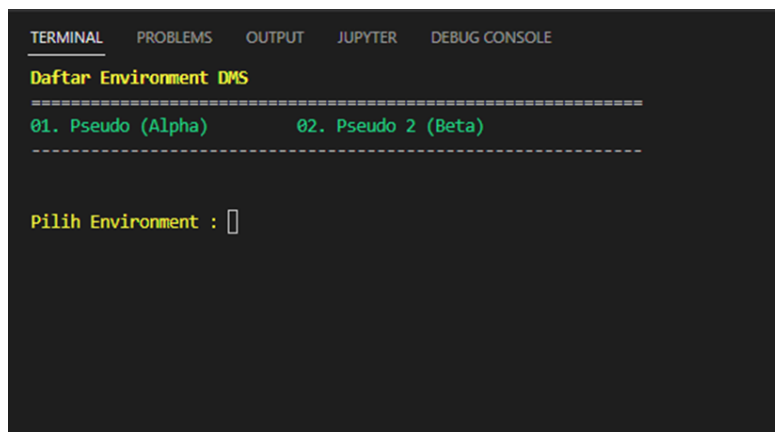 TERMINAL PROBLEMS OUTPUT JUPYTER DEBUG CONSOLE
Daftar Environment DMS
==============================================================
01. Pseudo (Alpha) 02. Pseudo 2 (Beta)
--------------------------------------------------------------
Pilih Environment :